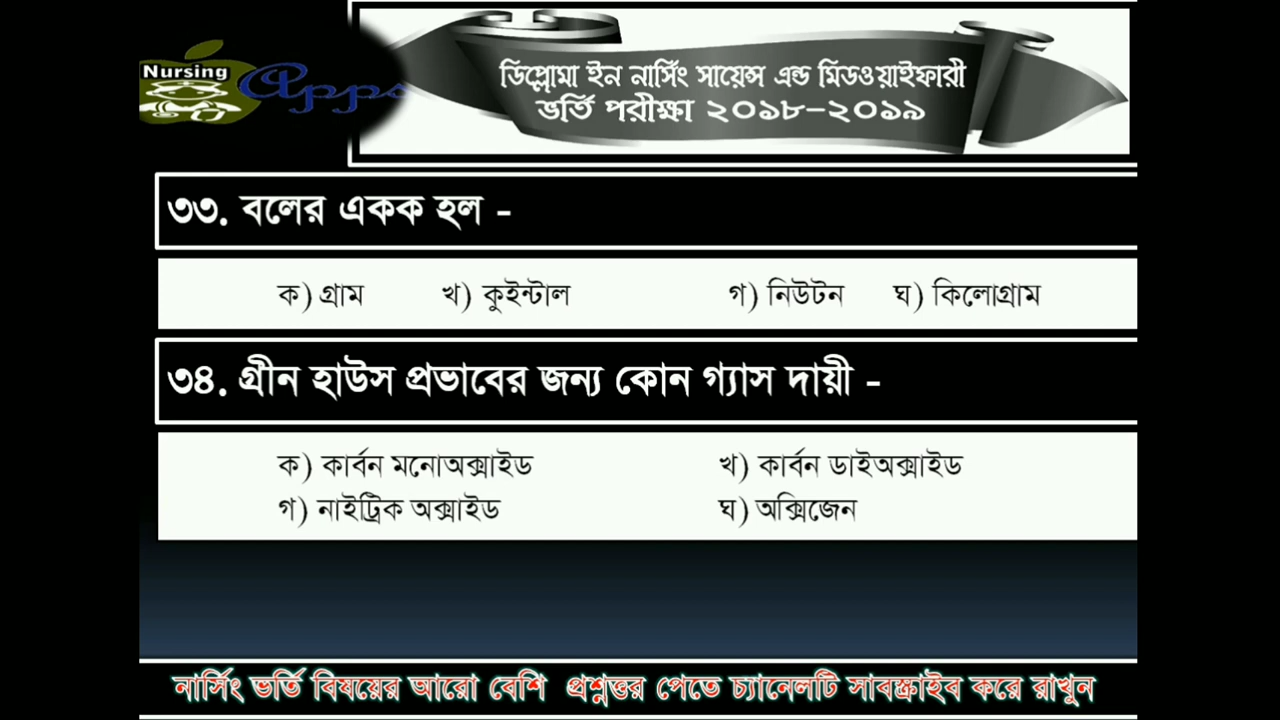 Nursing
Apps
ডিপ্লোমা ইন নার্সিং সায়েন্স এন্ড মিডওয়াইফারী
ভর্তি পরীক্ষা ২০১৮-২০১৯
৩৩. বলের একক হল -
ক) গ্রাম খ) কুইন্টাল গ) নিউটন ঘ) কিলোগ্রাম
৩৪. গ্রীন হাউস প্রভাবের জন্য কোন গ্যাস দায়ী -
ক) কার্বন মনোঅক্সাইড খ) কার্বন ডাইঅক্সাইড
গ) নাইট্রিক অক্সাইড ঘ) অক্সিজেন
নার্সিং ভর্তি বিষয়ের আরো বেশি প্রশ্নত্তর পেতে চ্যানেলটি সাবস্ক্রাইব করে রাখুন